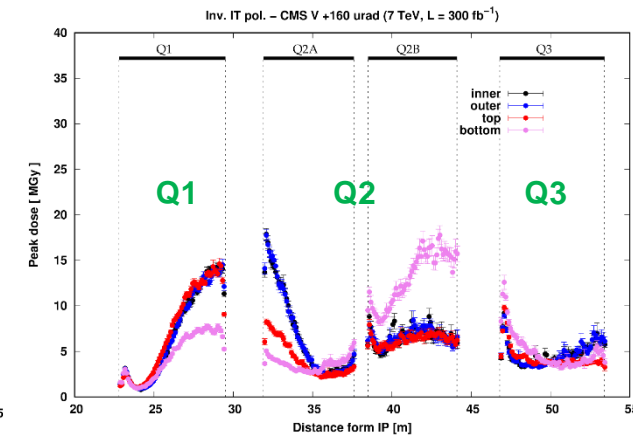 Inv. IT pol. – CMS V +160 urad (7 TeV, L = 300 fb⁻¹)
40
35
30
25
20
15
10
5
0
Peak dose [ MGy]
Q1
Q2A
Q2B
Q3
inner
outer
top
bottom
Q1
Q2
Q3
5
20
25
30
35
40
45
50
55
Distance form IP [m]